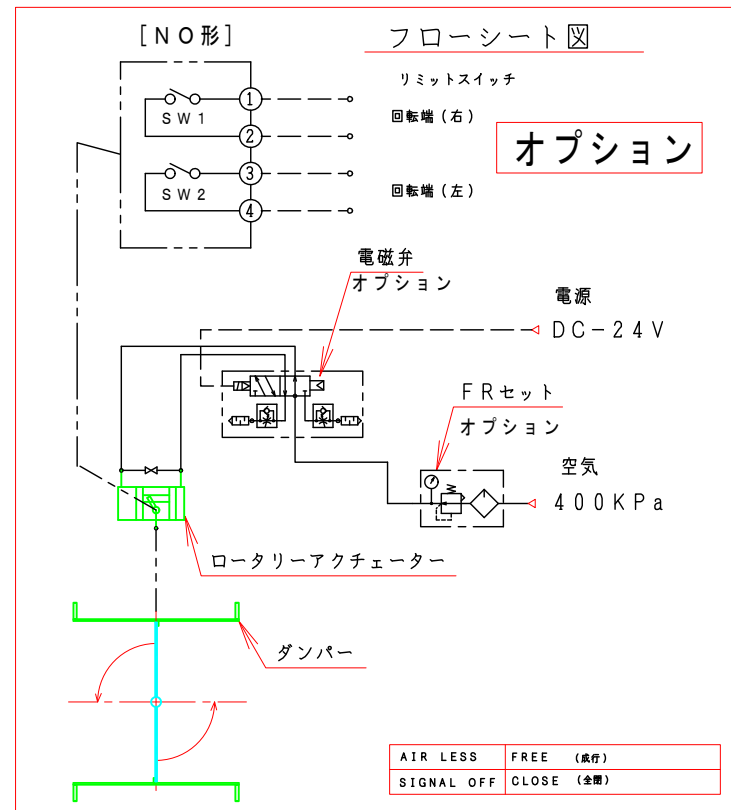 [NO形]
フローシート図
リミットスイッチ
① 
SW1
回転端(右)
②
オプション
③
SW2
回転端(左)
④
電磁弁
オプション
電源
DC-24V
FRセット
オプション
空気
400KPa
ロータリーアクチェーター
ダンパー
AIR LESS FREE (成行)
SIGNAL OFF CLOSE (全閉)